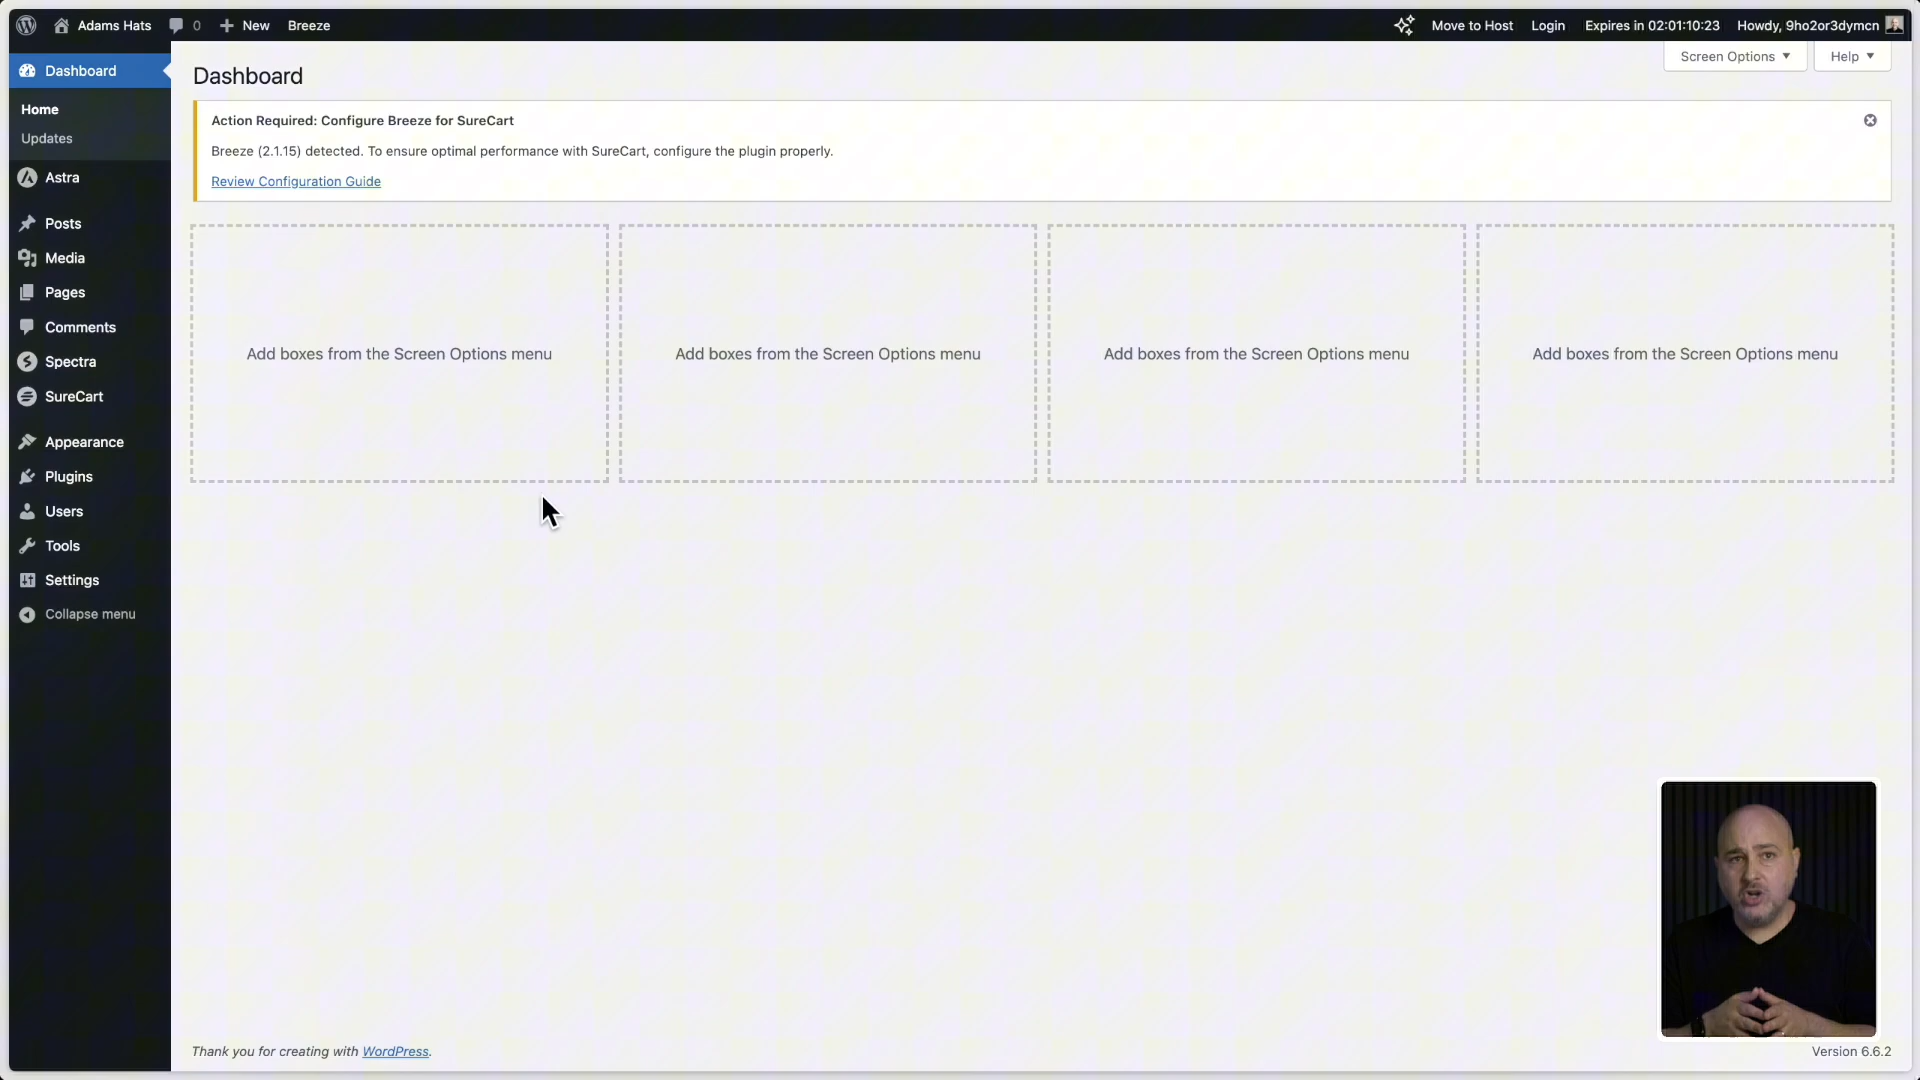 Adams Hats
0
New
Breeze
Move to Host
Login
Expires in 02:01:10:23
Howdy, 9ho2or3dymcn
Dashboard
Home
Updates
Astra
Posts
Media
Pages
Comments
Spectra
SureCart
Appearance
Plugins
Users
Tools
Settings
Collapse menu
Screen Options
Help
Dashboard
Action Required: Configure Breeze for SureCart
Breeze (2.1.15) detected. To ensure optimal performance with SureCart, configure the plugin properly.
Review Configuration Guide
Add boxes from the Screen Options menu
Add boxes from the Screen Options menu
Add boxes from the Screen Options menu
Add boxes from the Screen Options menu
Thank you for creating with WordPress.
Version 6.6.2